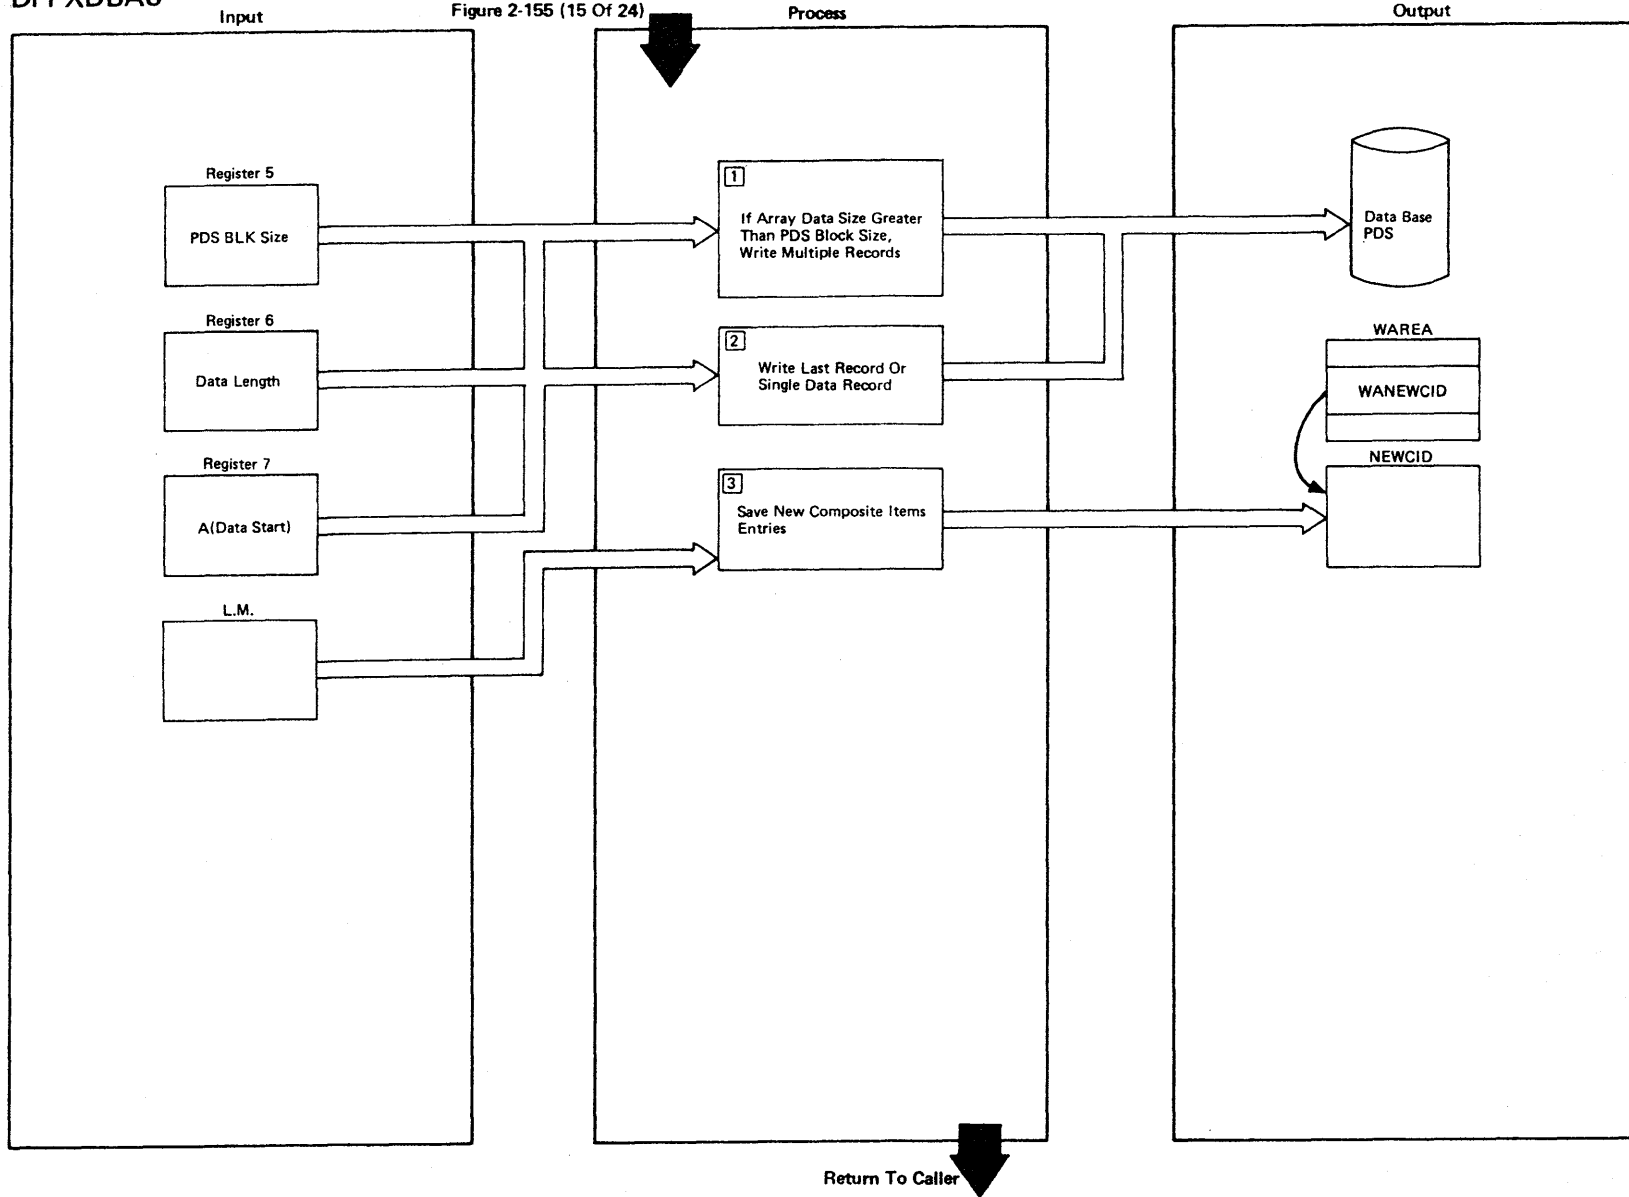 Input
Figure 2-155 (15 Of 24)
Process
Output
Register 5
PDS BLK Size
Register 6
Data Length
Register 7
A(Data Start)
L.M.
1
If Array Data Size Greater
Than PDS Block Size,
Write Multiple Records
2
Write Last Record Or
Single Data Record
3
Save New Composite Items
Entries
Data Base
PDS
WAREA
WANEWCID
NEWCID
Return To Caller